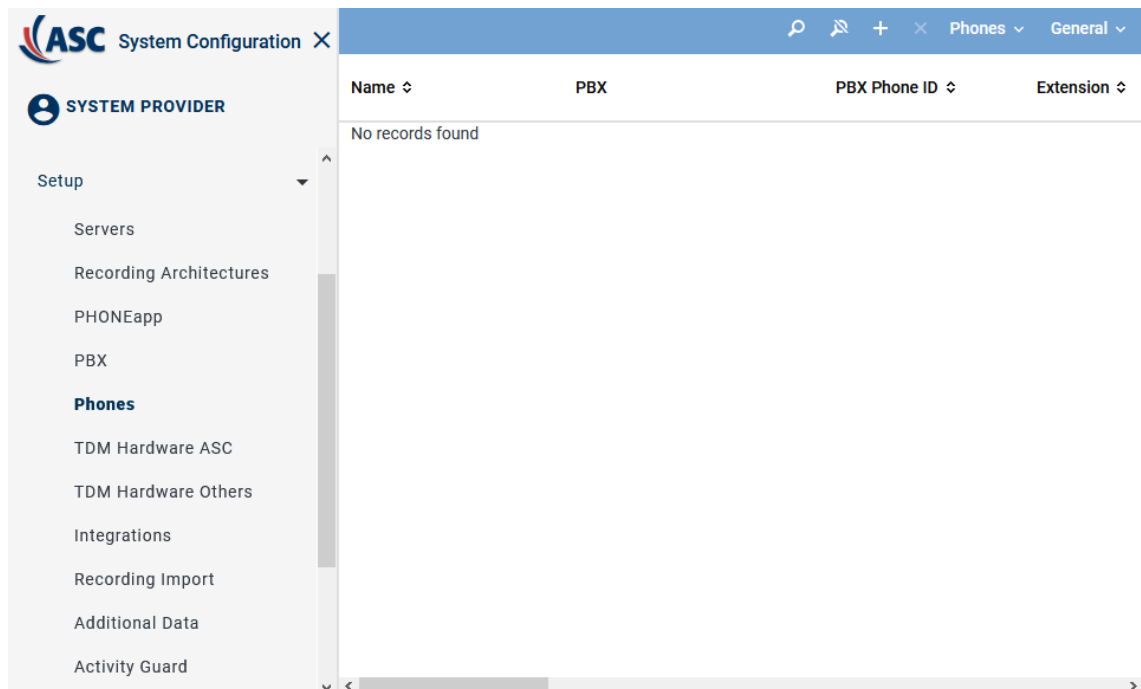 ASC System Configuration
SYSTEM PROVIDER
Setup
Servers
Recording Architectures
PHONEapp
PBX
Phones
TDM Hardware ASC
TDM Hardware Others
Integrations
Recording Import
Additional Data
Activity Guard
Phones General
Name PBX PBX Phone ID Extension
No records found